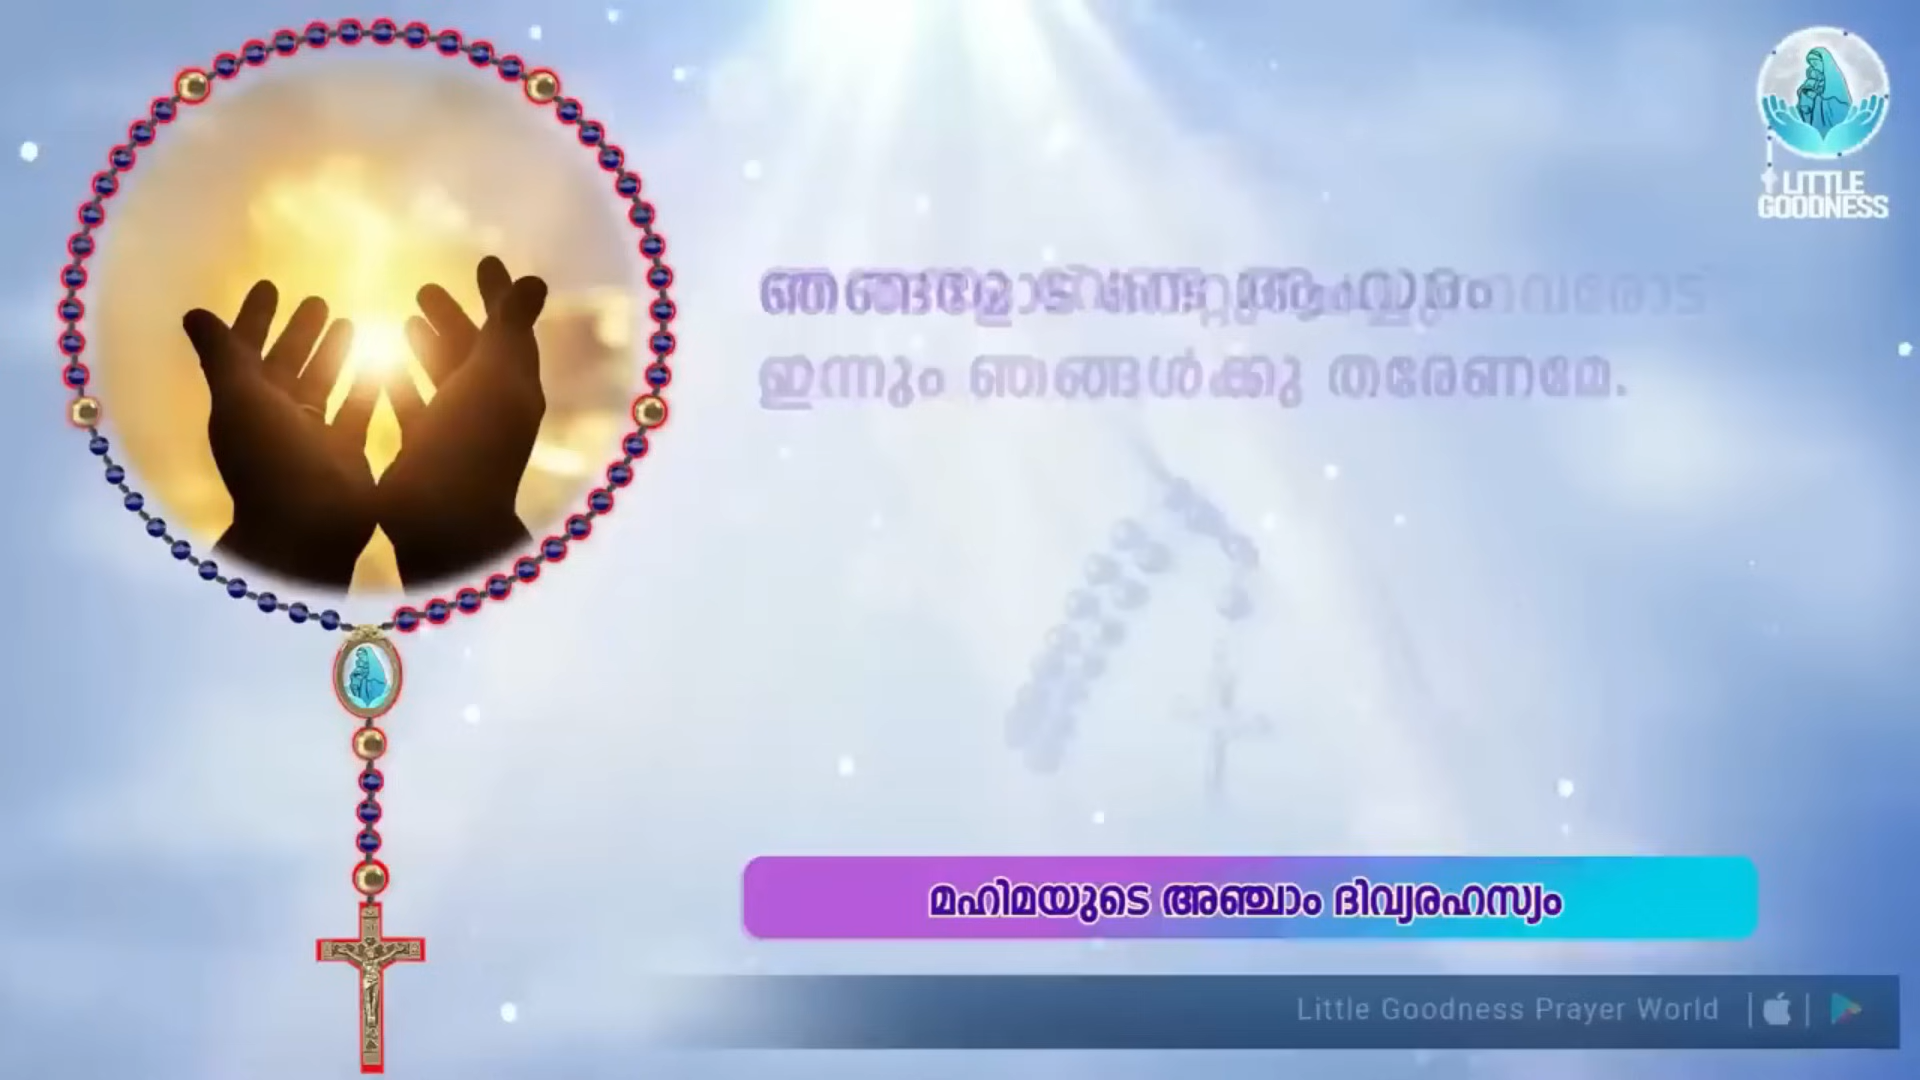 LITTLE
GOODNESS
ഇന്നും ഞങ്ങൾക്കു തരേണമേ.
മഹിമയുടെ അഞ്ചാം ദിവ്യരഹസ്യം
Little Goodness Prayer World